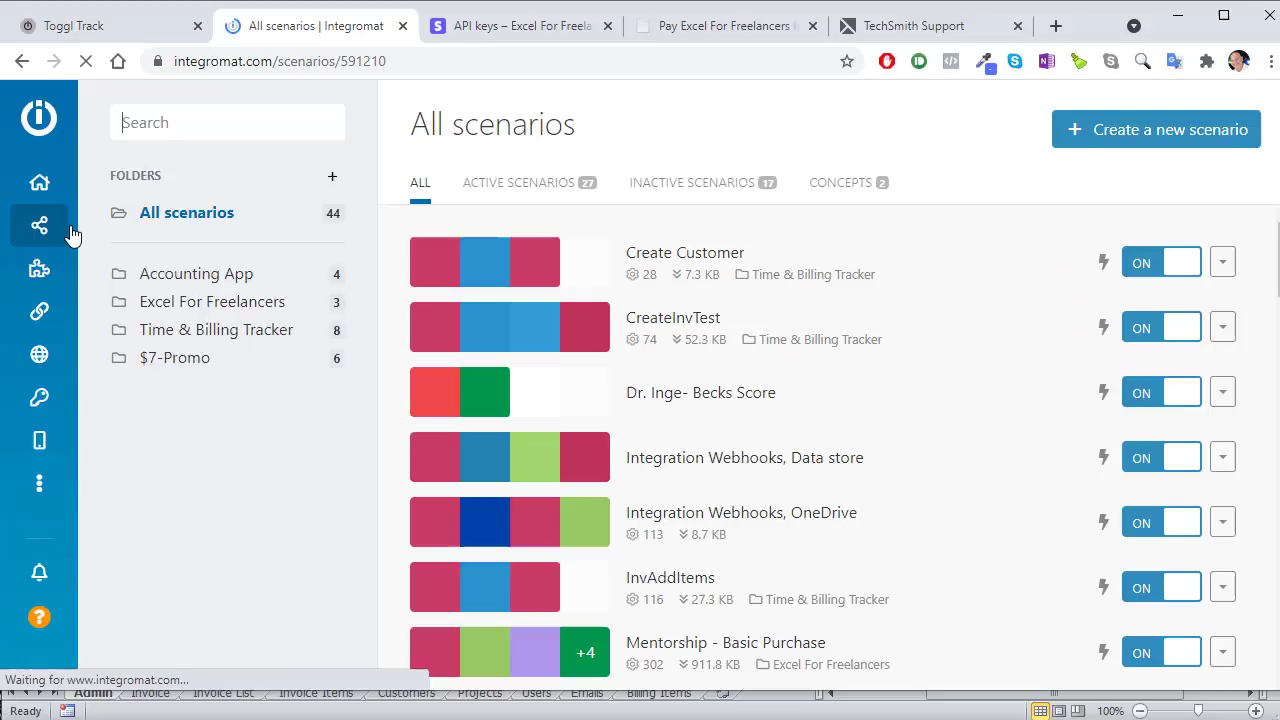 Toggl Track
All scenarios | Integromat
API keys – Excel For Freela
Pay Excel For Freelancers I
TechSmith Support
integromat.com/scenarios/591210
Search
FOLDERS
All scenarios 44
Accounting App 4
Excel For Freelancers 3
Time & Billing Tracker 8
$7-Promo 6
All scenarios
Create a new scenario
ALL
ACTIVE SCENARIOS 27
INACTIVE SCENARIOS 17
CONCEPTS 2
Create Customer
28 7.3 KB Time & Billing Tracker
ON
CreateInvTest
74 52.3 KB Time & Billing Tracker
ON
Dr. Inge- Becks Score
ON
Integration Webhooks, Data store
ON
Integration Webhooks, OneDrive
113 8.7 KB
ON
InvAddItems
116 27.3 KB Time & Billing Tracker
ON
+4
Mentorship - Basic Purchase
302 911.8 KB Excel For Freelancers
ON
Waiting for www.integromat.com...
Admin Invoice Invoice List Invoice Items Customers Projects Users Emails Billing Items
Ready
100%